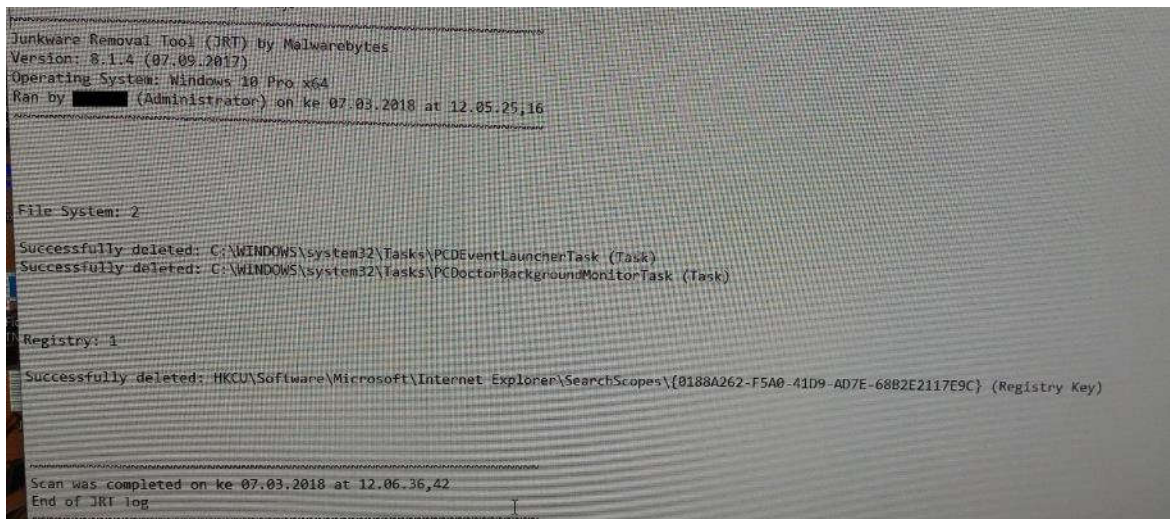 Junkware Removal Tool (JRT) by Malwarebytes
Version: 8.1.4 (07.09.2017)
Operating System: Windows 10 Pro x64
Ran by (Administrator) on ke 07.03.2018 at 12.05.25,16
File System: 2
Successfully deleted: C:\WINDOWS\system32\Tasks\PCDEventLauncherTask (Task)
Successfully deleted: C:\WINDOWS\system32\Tasks\PCDoctorBackgroundMonitorTask (Task)
Registry: 1
Successfully deleted: HKCU\Software\Microsoft\Internet Explorer\SearchScopes\{0188A262-F5A0-41D9-AD7E-68B2E2117E9C} (Registry Key)
Scan was completed on ke 07.03.2018 at 12.06.36,42
End of JRT log